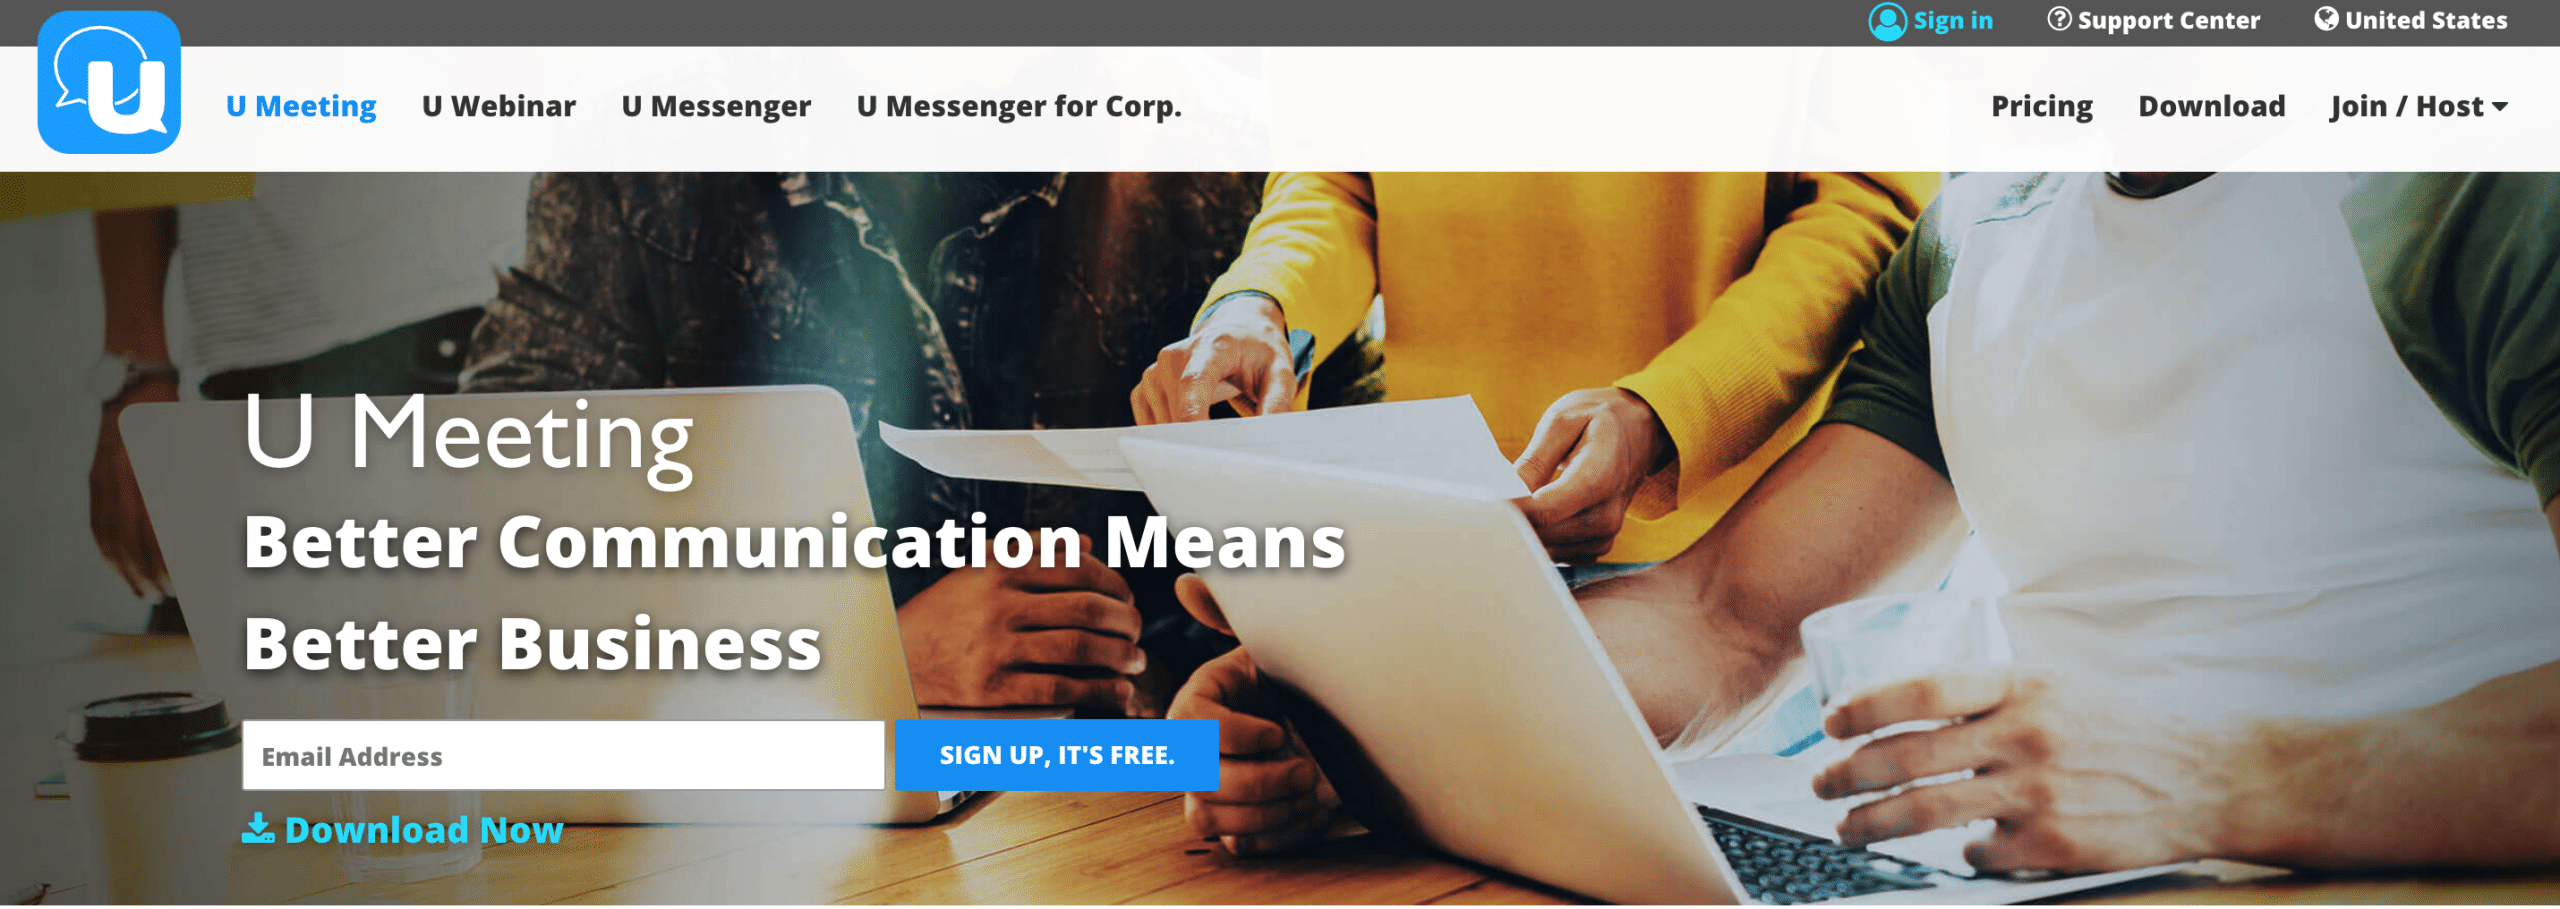 Sign in
Support Center
United States
U
U Meeting
U Webinar
U Messenger
U Messenger for Corp.
Pricing
Download
Join / Host
U Meeting
Better Communication Means
Better Business
Email Address
SIGN UP, IT'S FREE.
Download Now